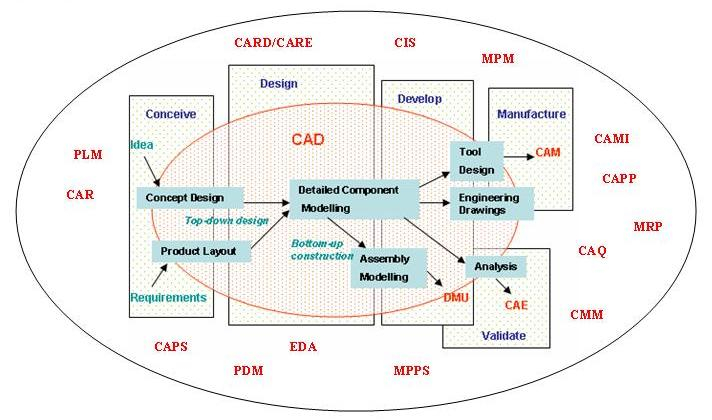 CARD/CARE
CIS
MPM
Design
Develop
Conceive
Manufacture
CAD
CAMI
Idea
Tool
Design
CAM
PLM
CAPP
CAR
Concept Design
Detailed Component
Modelling
Engineering
Drawings
Top-down design
MRP
Product Layout
Bottom-up
construction
CAQ
Assembly
Modelling
Analysis
Requirements
DMU
CAE
CMM
Validate
CAPS
EDA
PDM
MPPS